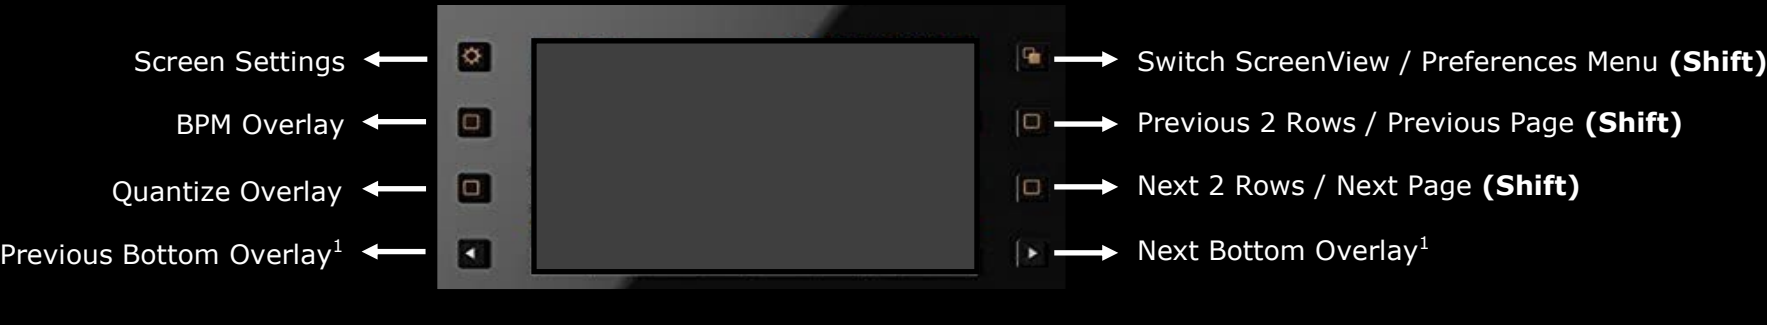 Screen Settings
Switch ScreenView / Preferences Menu (Shift)
BPM Overlay
Previous 2 Rows / Previous Page (Shift)
Quantize Overlay
Next 2 Rows / Next Page (Shift)
Previous Bottom Overlay¹
Next Bottom Overlay¹